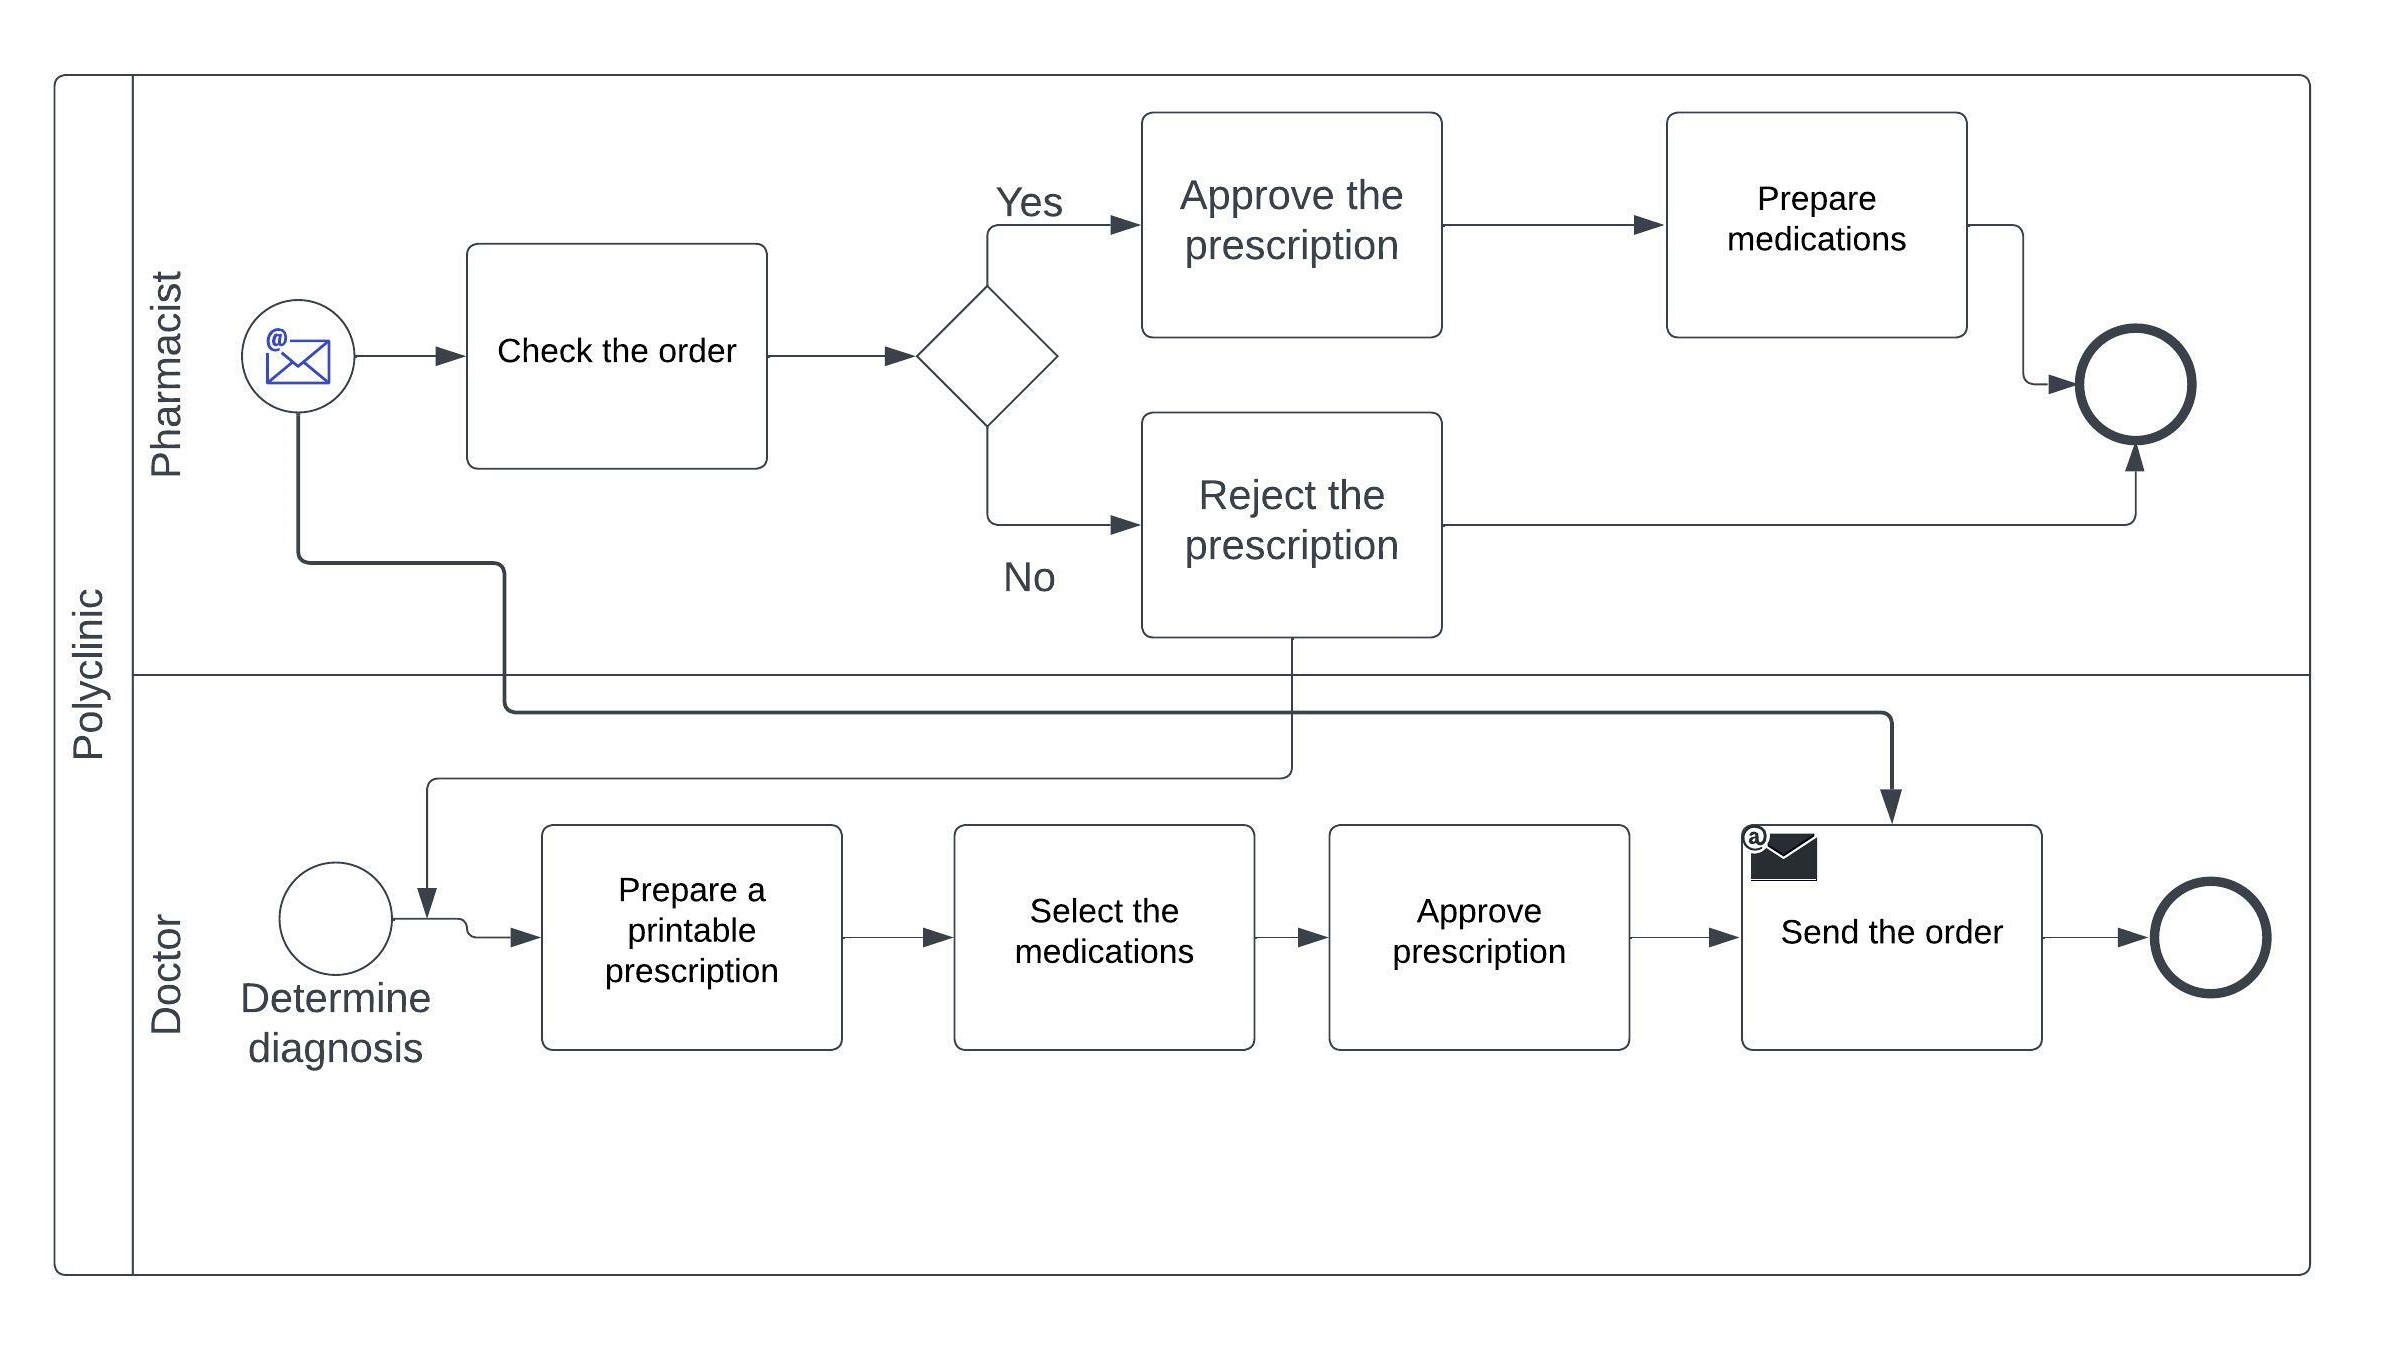 Polyclinic
Pharmacist
@
Check the order
Yes
No
Approve the
prescription
Reject the
prescription
Prepare
medications
Doctor
Determine
diagnosis
Prepare a
printable
prescription
Select the
medications
Approve
prescription
@
Send the order